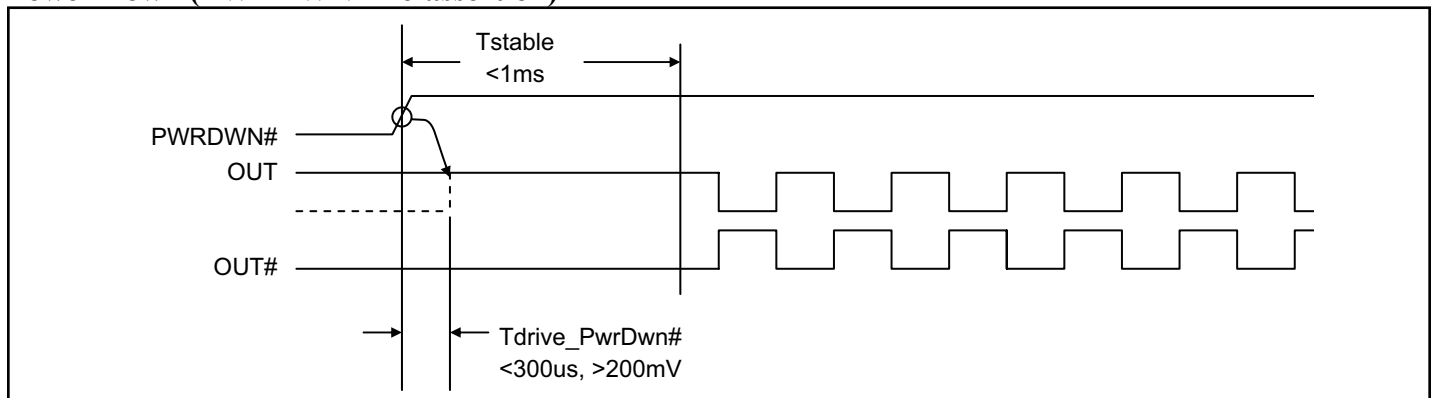 Tstable
<1ms
PWRDWN#
OUT
OUT#
Tdrive_PwrDwn#
<300us, >200mV